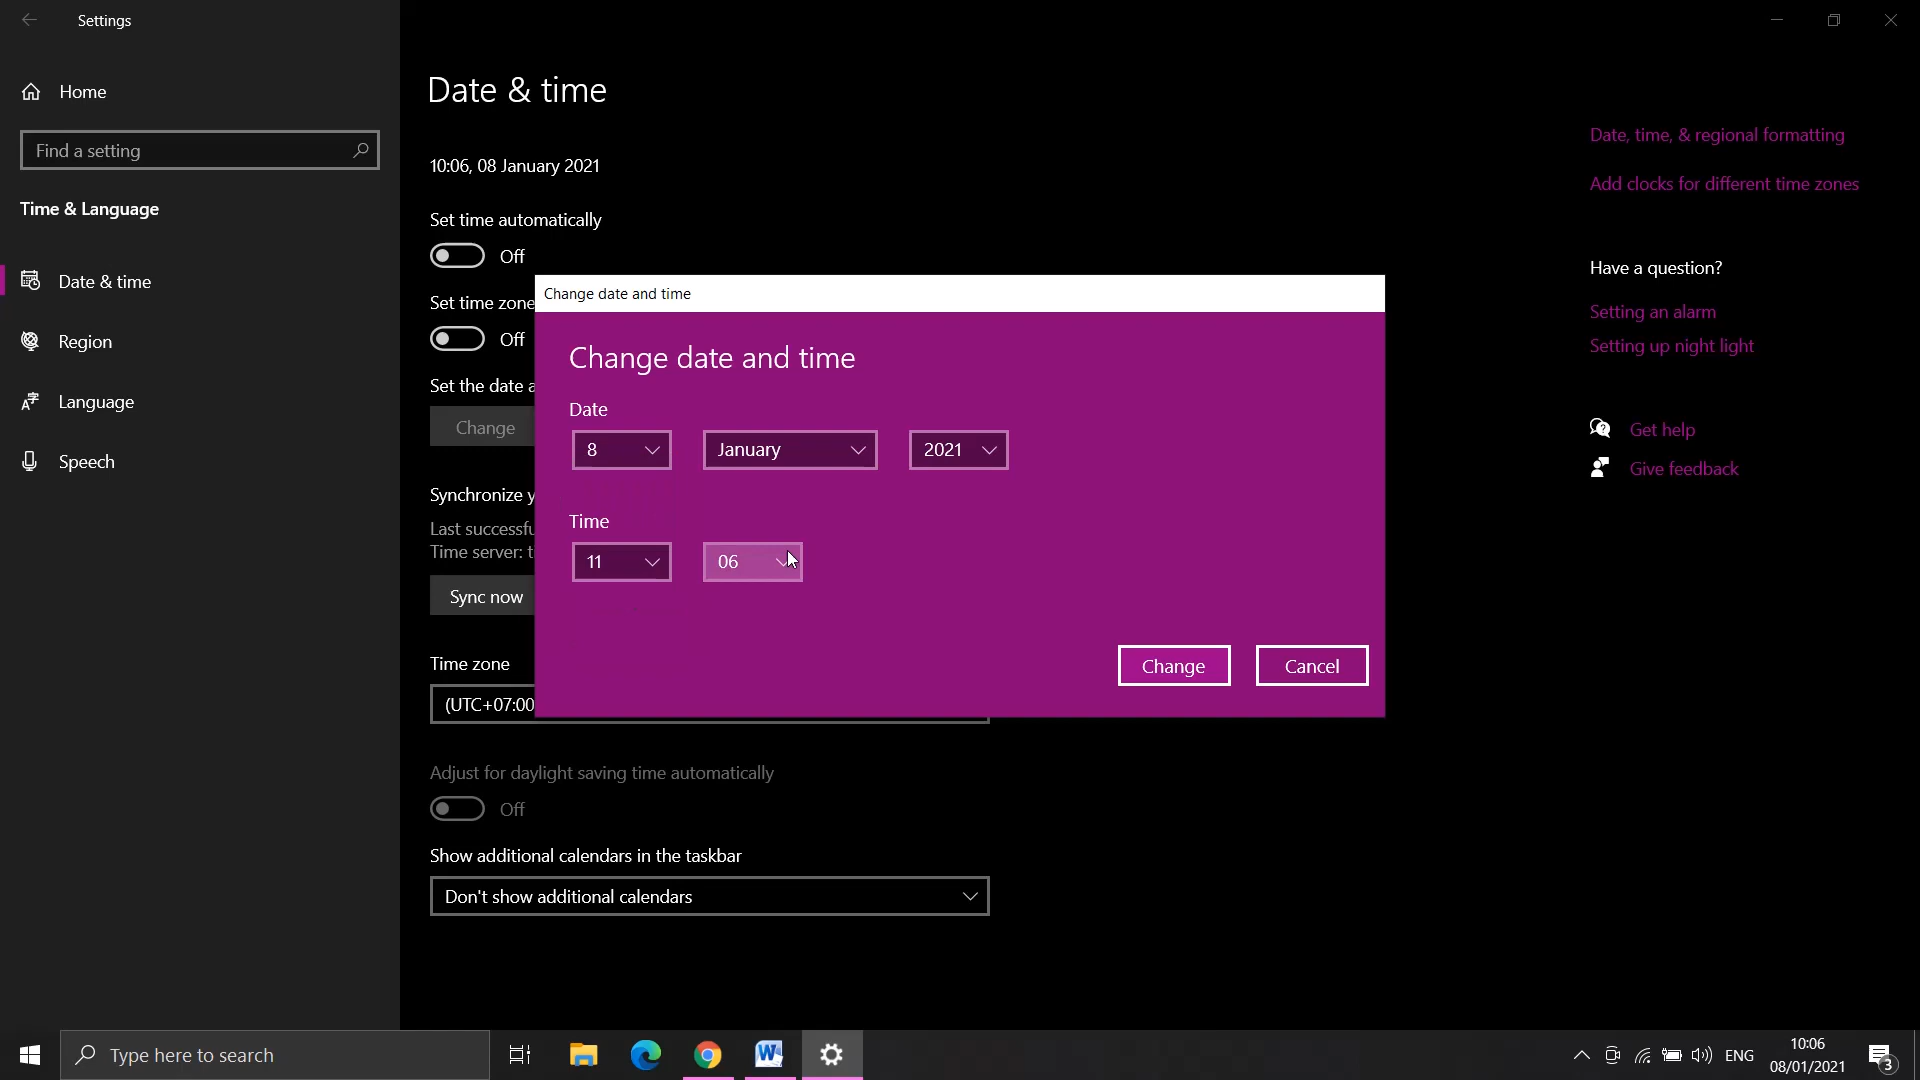 Settings
Home
Find a setting
Time & Language
Date & time
Region
Language
Speech
Date & time
10:06, 08 January 2021
Set time automatically
Off
Set time zone
Off
Set the date a
Change
Synchronize y
Last successfu
Time server: t
Sync now
Time zone
(UTC+07:00
Adjust for daylight saving time automatically
Off
Show additional calendars in the taskbar
Don't show additional calendars
Change date and time
Change date and time
Date
8 January 2021
Time
11 06
Change Cancel
Date, time, & regional formatting
Add clocks for different time zones
Have a question?
Setting an alarm
Setting up night light
Get help
Give feedback
Type here to search
W
ENG
10:06
08/01/2021
3